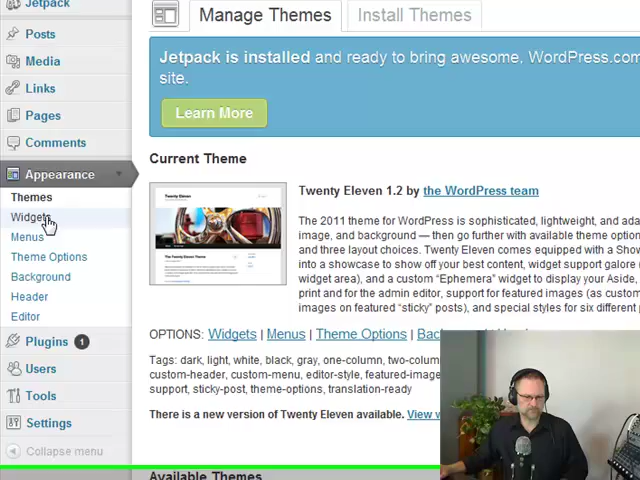 Jetpack
Posts
Media
Links
Pages
Comments
Appearance
Themes
Widgets
Menus
Theme Options
Background
Header
Editor
Plugins 1
Users
Tools
Settings
Collapse menu
Manage Themes
Install Themes
Jetpack is installed and ready to bring awesome, WordPress.com
site.
Learn More
Current Theme
Twenty Eleven 1.2 by the WordPress team
The 2011 theme for WordPress is sophisticated, lightweight, and
image, and background — then go further with available theme
and three layout choices. Twenty Eleven comes equipped with a
into a showcase to show off your best content, widget support galore
widget area), and a custom "Ephemera" widget to display your Aside,
print and for the admin editor, support for featured images (as
images on featured "sticky" posts), and special styles for six different
OPTIONS: Widgets | Menus | Theme Options |
Tags: dark, light, white, black, gray, one-column,
custom-header, custom-menu, editor-style,
support, sticky-post, theme-options, translation-ready
There is a new version of Twenty Eleven available. View
Available Themes